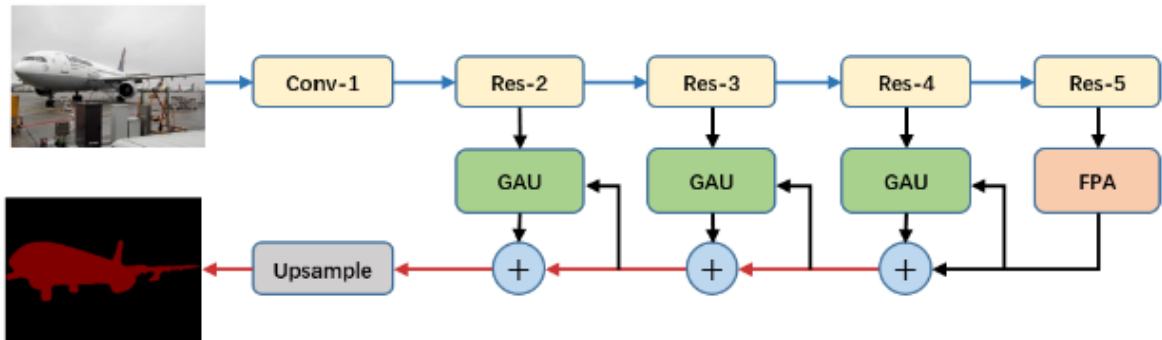 Conv-1
Res-2
Res-3
Res-4
Res-5
GAU
GAU
GAU
FPA
Upsample
+
+
+